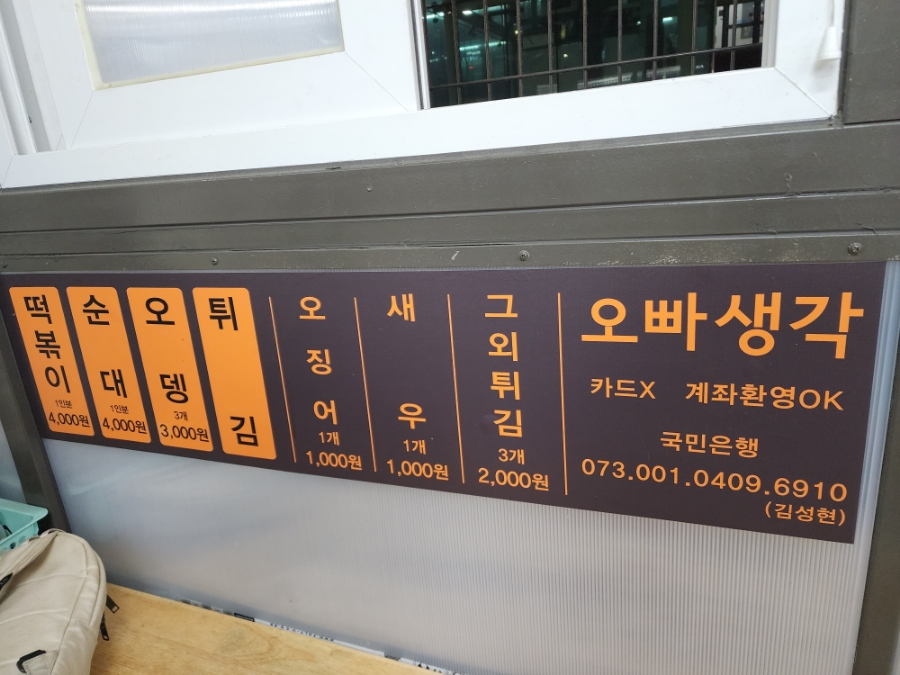 떡볶이
1인분
4,000원
순대
1인분
4,000원
오뎅
3개
3,000원
튀김
오징어
1개
1,000원
새우
1개
1,000원
그외튀김
3개
2,000원
오빠생각
카드X 계좌환영OK
국민은행
073.001.0409.6910
(김성현)